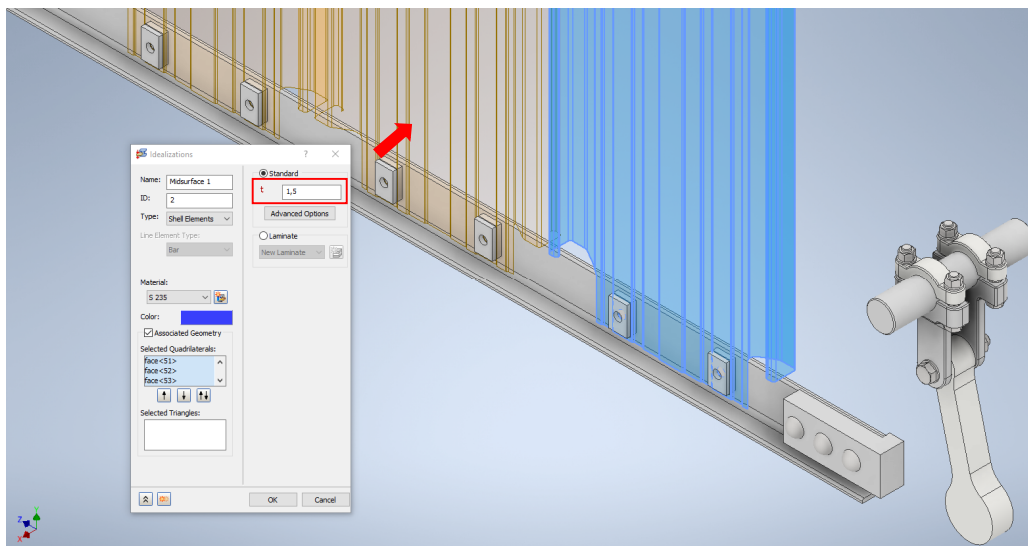 Idealizations ? ×
Name: Midsurface 1
ID: 2
Type: Shell Elements
Line Element Type:
Bar
Material:
S 235
Color:
Associated Geometry
Selected Quadrilaterals:
face<51>
face<52>
face<53>
Selected Triangles:
Standard
t 1,5
Advanced Options
Laminate
New Laminate
OK Cancel
Z Y
X